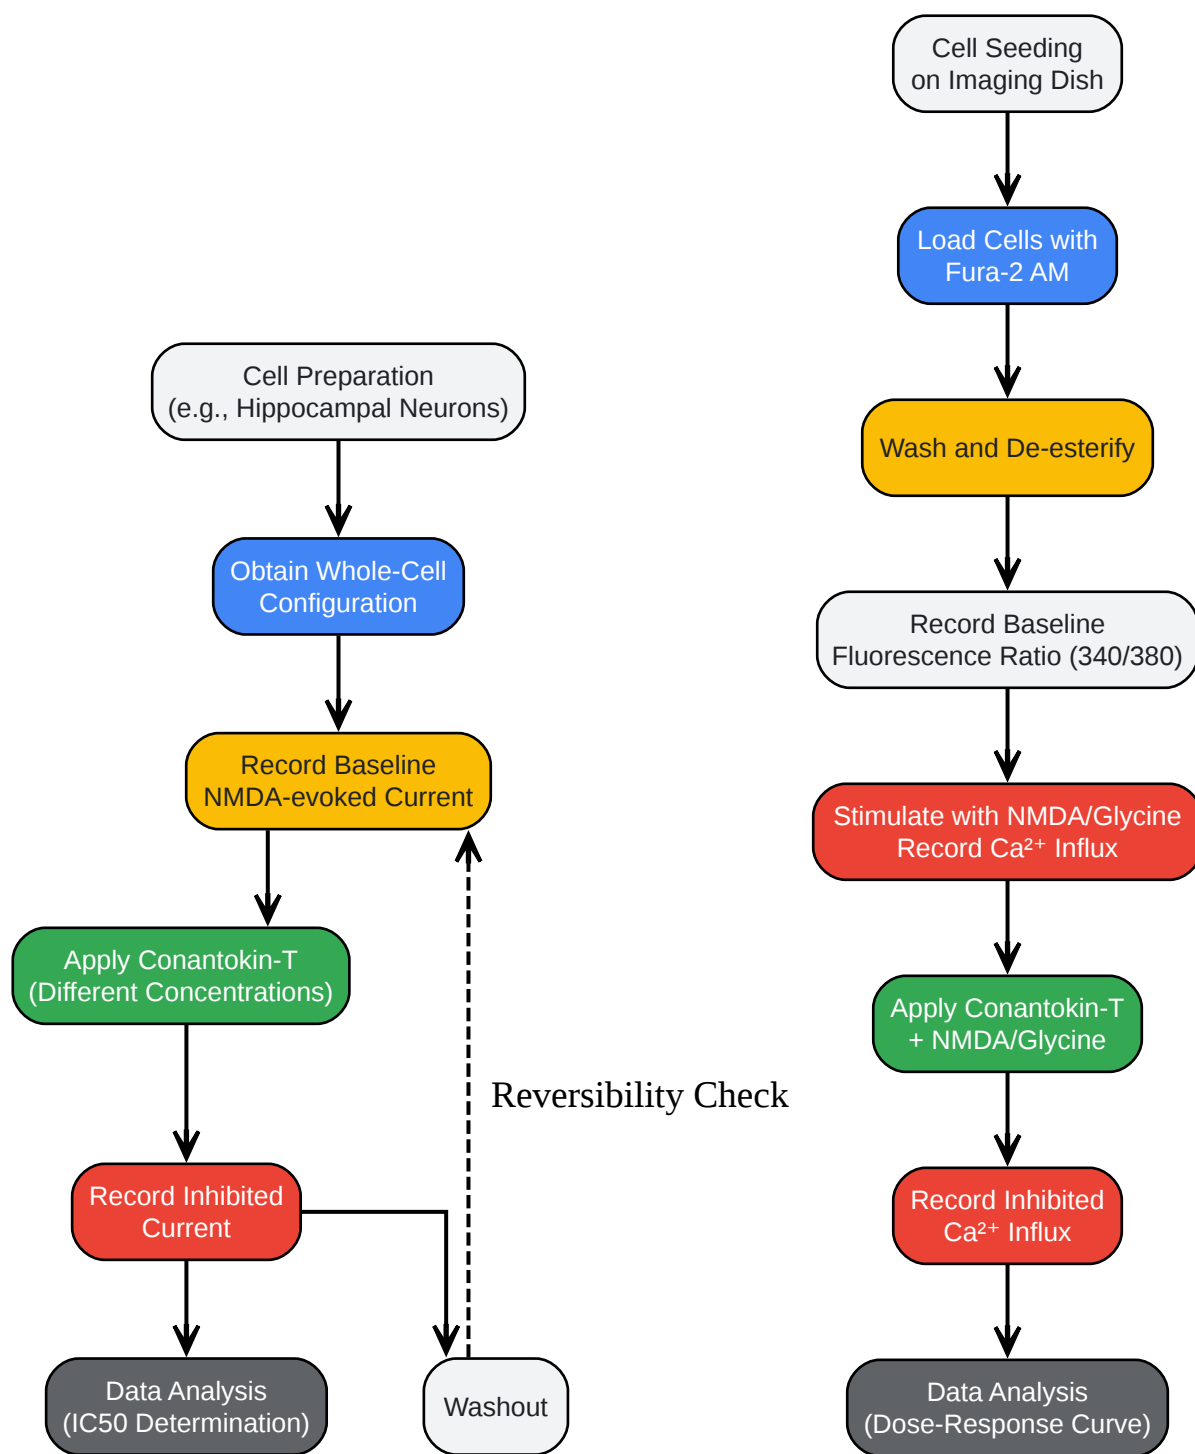 Cell Preparation
(e.g., Hippocampal Neurons)
Obtain Whole-Cell
Configuration
Record Baseline
NMDA-evoked Current
Apply Conantokin-T
(Different Concentrations)
Reversibility Check
Record Inhibited
Current
Data Analysis
(IC50 Determination)
Washout
Cell Seeding
on Imaging Dish
Load Cells with
Fura-2 AM
Wash and De-esterify
Record Baseline
Fluorescence Ratio (340/380)
Stimulate with NMDA/Glycine
Record Ca²⁺ Influx
Apply Conantokin-T
+ NMDA/Glycine
Record Inhibited
Ca²⁺ Influx
Data Analysis
(Dose-Response Curve)